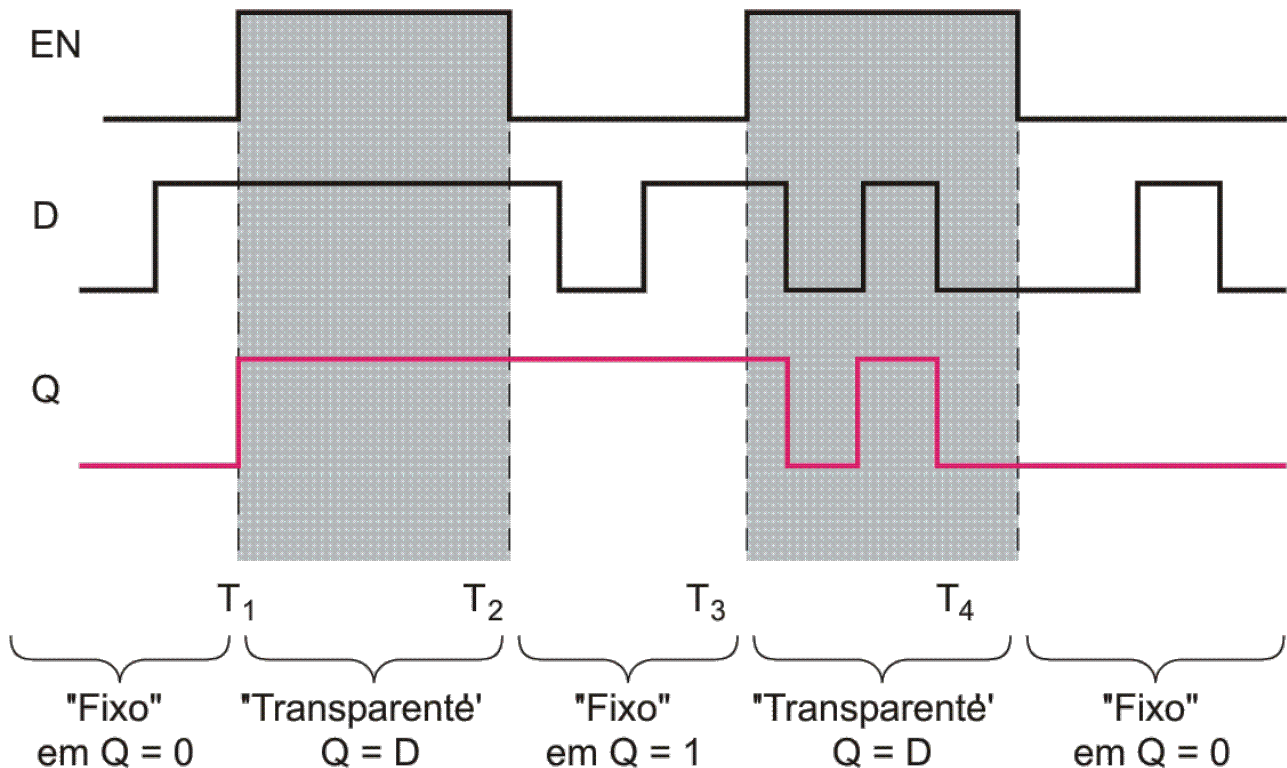 EN
D
Q
T1 T2 T3 T4
"Fixo" "Transparente" "Fixo" "Transparente" "Fixo"
em Q = 0 Q = D em Q = 1 Q = D em Q = 0